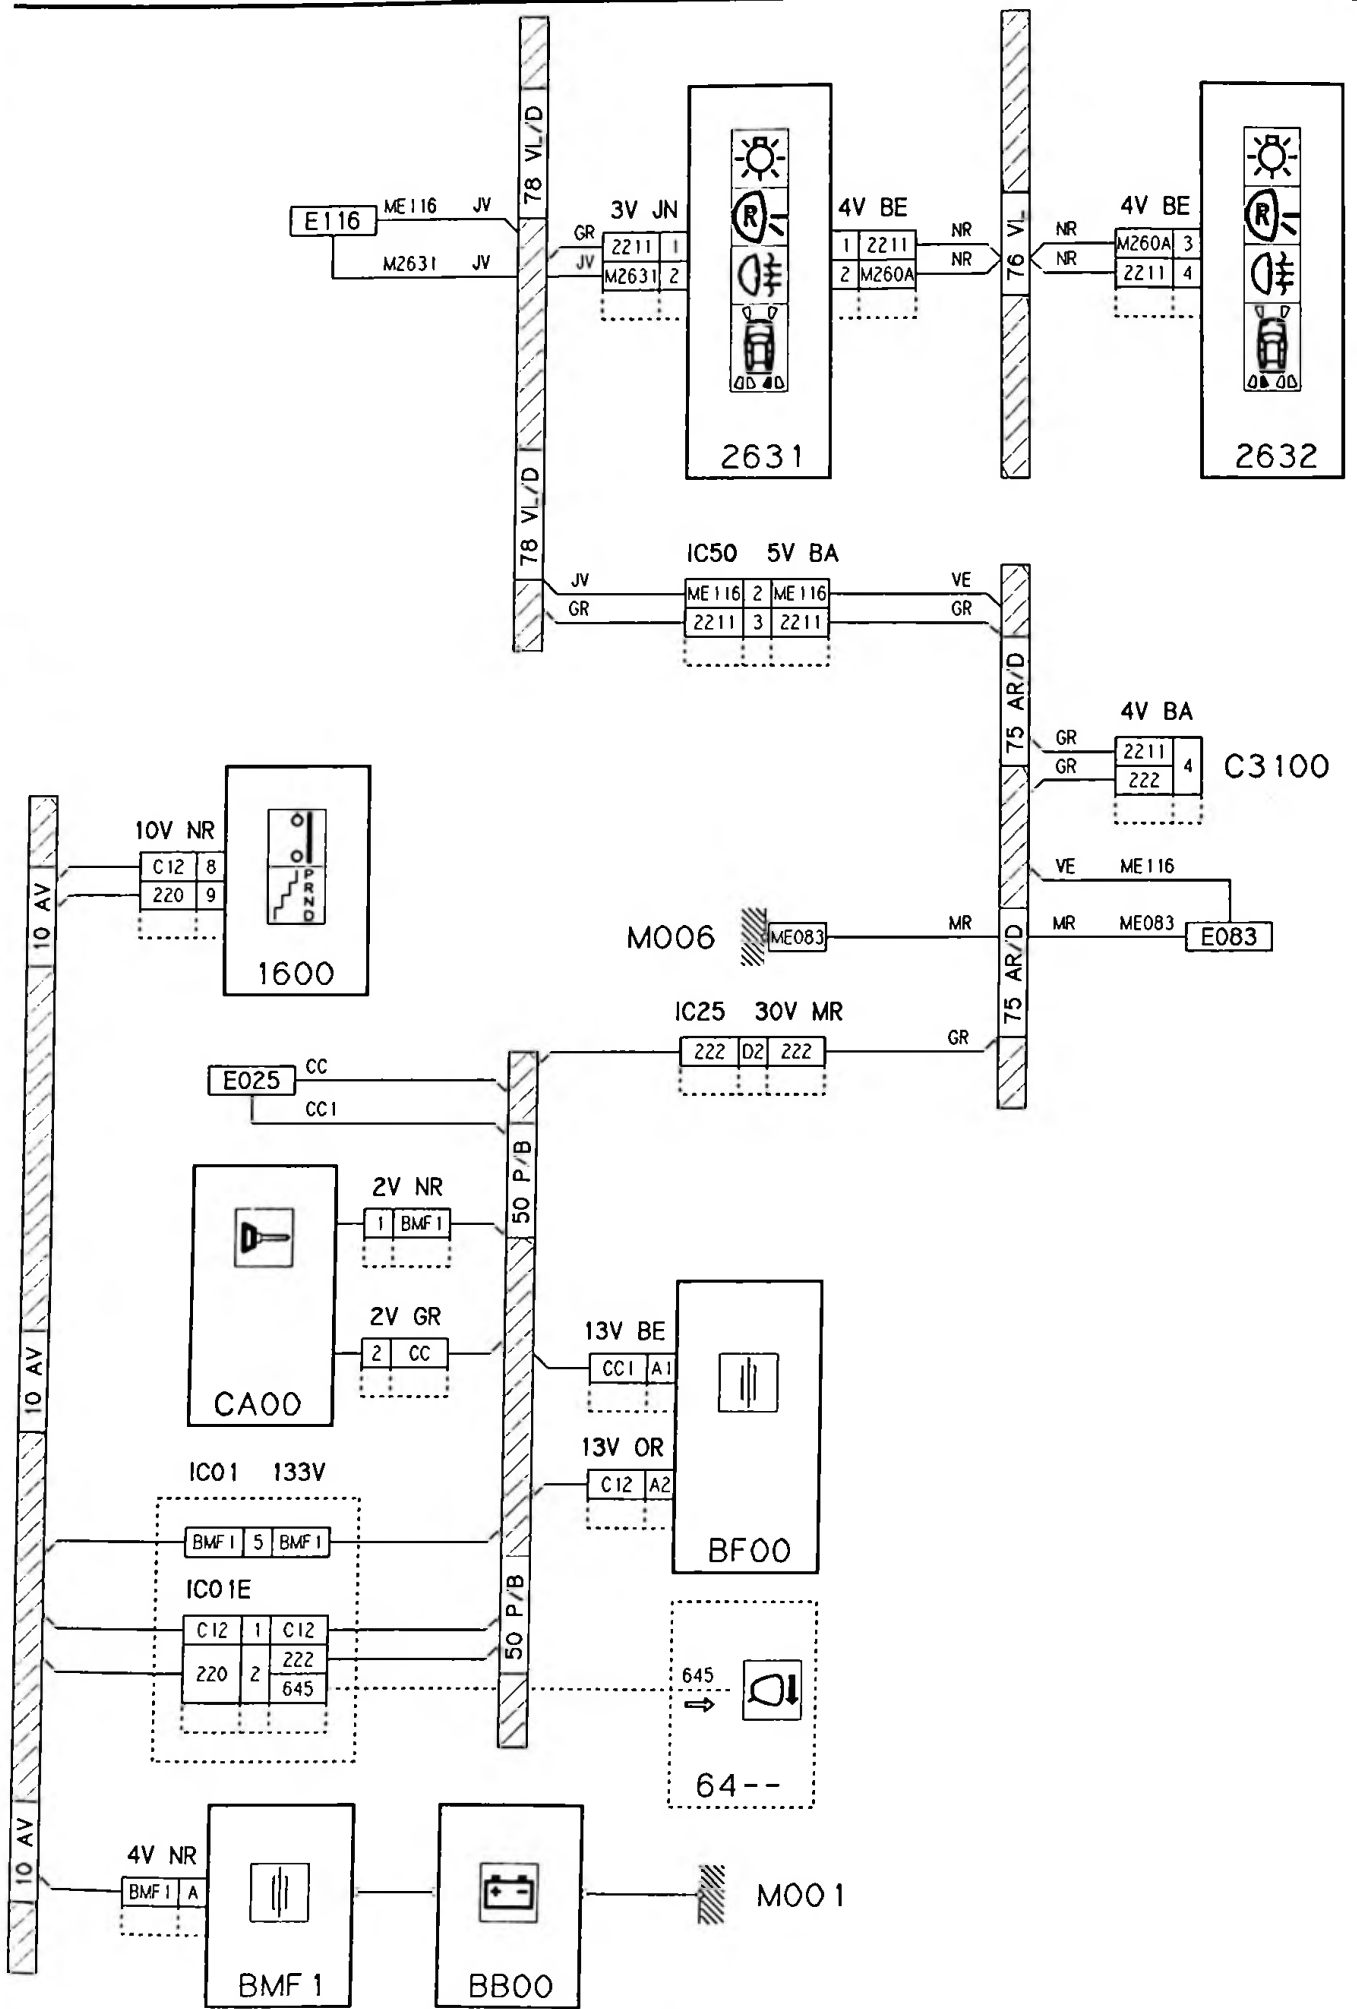 78 VL/D
E116
ME116 JV
M2631 JV
3V JN
GR 2211 1
JV M2631 2
R
2631
4V BE
1 2211 NR
2 M260A NR
76 VL
4V BE
NR M260A 3
NR 2211 4
R
2632
78 VL/D
IC50 5V BA
JV ME116 2 ME116 VE
GR 2211 3 2211 GR
75 AR/D
4V BA
GR 2211 4
GR 222
C3100
10V NR
C12 8
220 9
P
R
N
D
1600
10 AV
VE ME116
M006 ME083 MR
MR ME083 E083
75 AR/D
IC25 30V MR
222 D2 222 GR
E025 CC
CC1
50 P/B
2V NR
1 BMF1
2V GR
2 CC
CA00
10 AV
13V BE
CC1 A1
13V OR
C12 A2
BF00
IC01 133V
BMF1 5 BMF1
IC01E
C12 1 C12
220 2 222
645
50 P/B
645
64--
10 AV
4V NR
BMF1 A
BMF1
+ -
BB00
M001